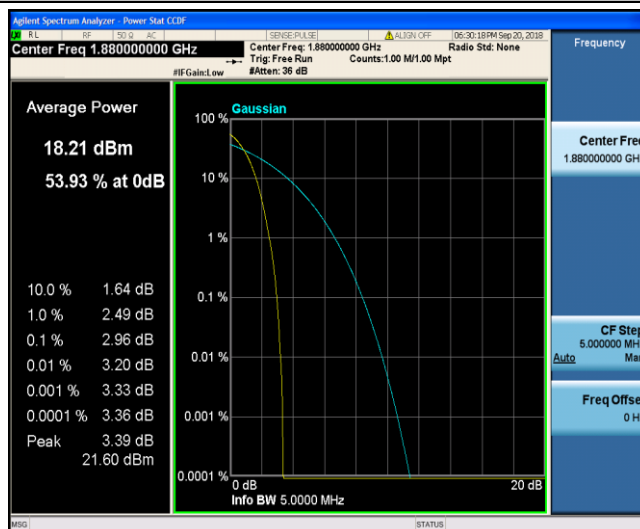 Agilent Spectrum Analyzer - Power Stat CCDF
RL RF 50 Ω AC SENSE:PULSE ALIGN OFF 06:30:18 PM Sep 20, 2018
Center Freq 1.880000000 GHz Center Freq: 1.880000000 GHz Radio Std: None
Trig: Free Run Counts:1.00 M/1.00 Mpt
#IFGain:Low #Atten: 36 dB
Frequency
Average Power
18.21 dBm
53.93 % at 0dB
10.0 % 1.64 dB
1.0 % 2.49 dB
0.1 % 2.96 dB
0.01 % 3.20 dB
0.001 % 3.33 dB
0.0001 % 3.36 dB
Peak 3.39 dB
21.60 dBm
Gaussian
100 %
10 %
1 %
0.1 %
0.01 %
0.001 %
0.0001 %
0 dB 20 dB
Info BW 5.0000 MHz
Center Fre
1.880000000 GH
CF Step
5.000000 MH
Auto Ma
Freq Offse
0 H
MSG STATUS